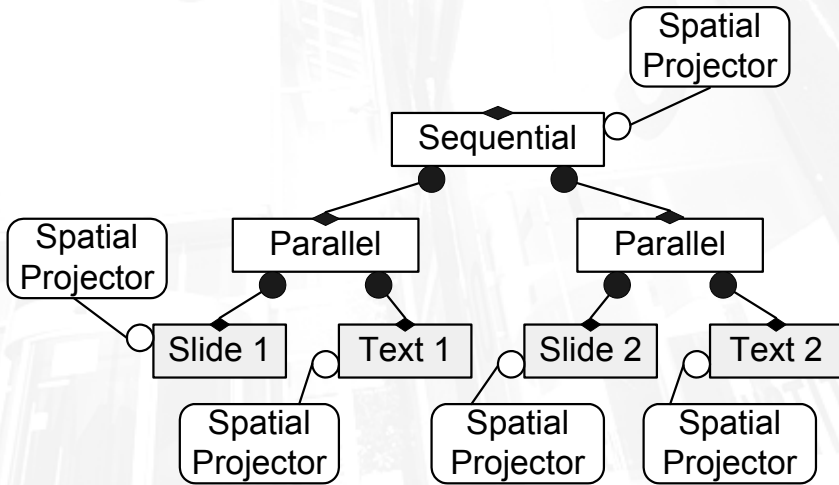 Spatial
Projector
Sequential
Spatial
Projector
Parallel
Parallel
Slide 1
Text 1
Slide 2
Text 2
Spatial
Projector
Spatial
Projector
Spatial
Projector